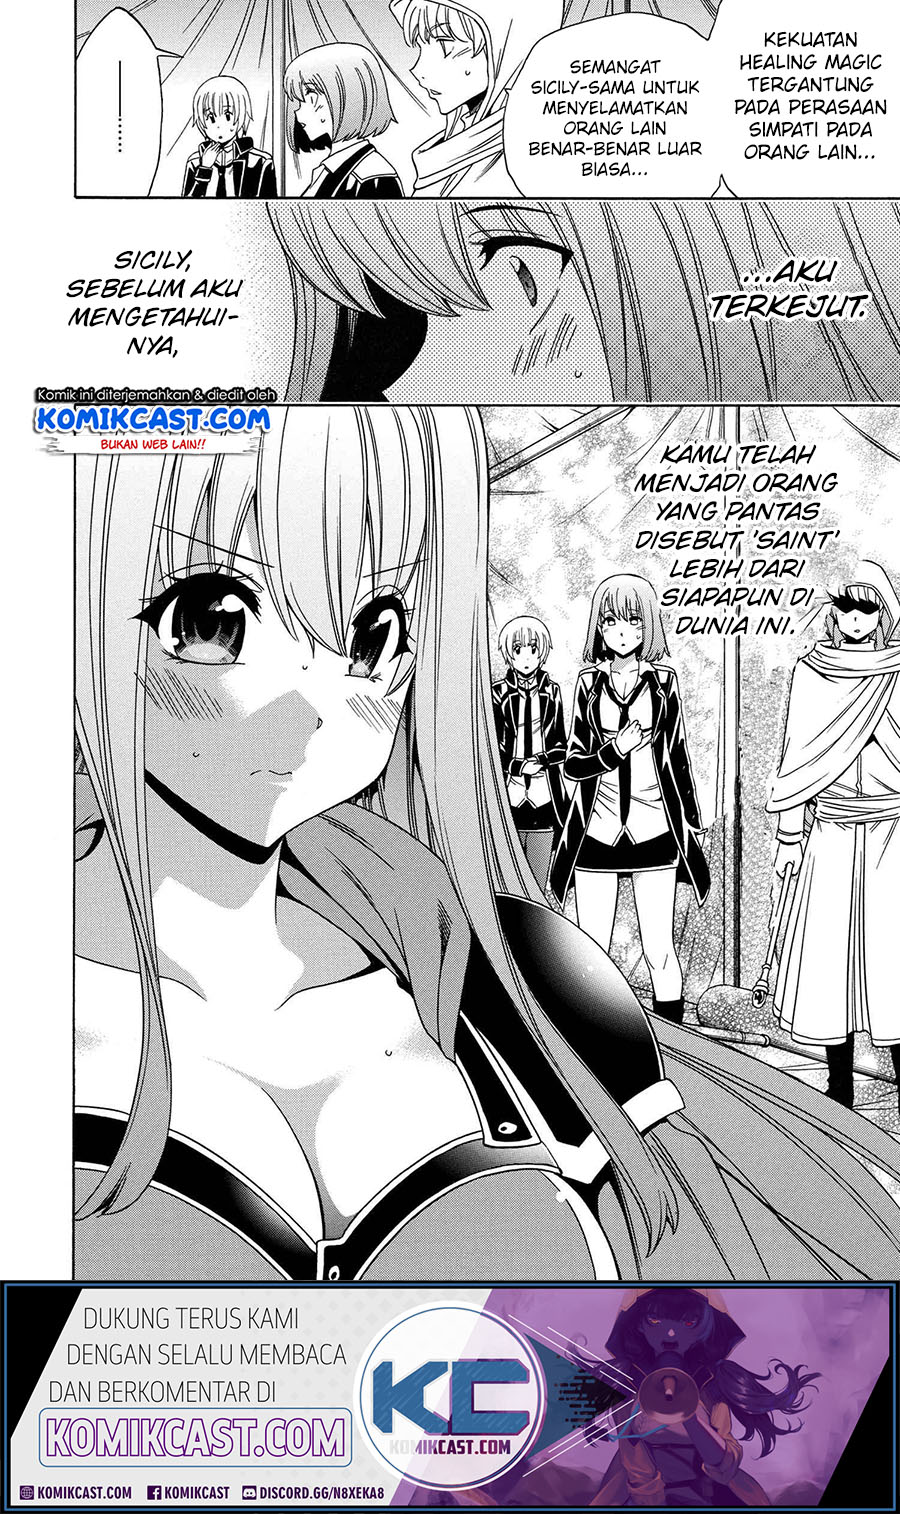 KEKUATAN
HEALING MAGIC
TERGANTUNG
PADA PERASAAN
SIMPATI PADA
ORANG LAIN...
SEMANGAT
SICILY-SAMA UNTUK
MENYELAMATKAN
ORANG LAIN
BENAR-BENAR LUAR
BIASA...
...AKU
TERKEJUT.
SICILY,
SEBELUM AKU
MENGETAHUI-
NYA,
Komik ini diterjemahkan & diedit oleh
KOMIKCAST.COM
BUKAN WEB LAIN!!
KAMU TELAH
MENJADI ORANG
YANG PANTAS
DISEBUT 'SAINT'
LEBIH DARI
SIAPAPUN DI
DUNIA INI.
DUKUNG TERUS KAMI
DENGAN SELALU MEMBACA
DAN BERKOMENTAR DI
KOMIKCAST.COM
KC
KOMIKCAST.COM
KOMIKCAST.COM
KOMIKCAST
DISCORD.GG/N8XEKA8